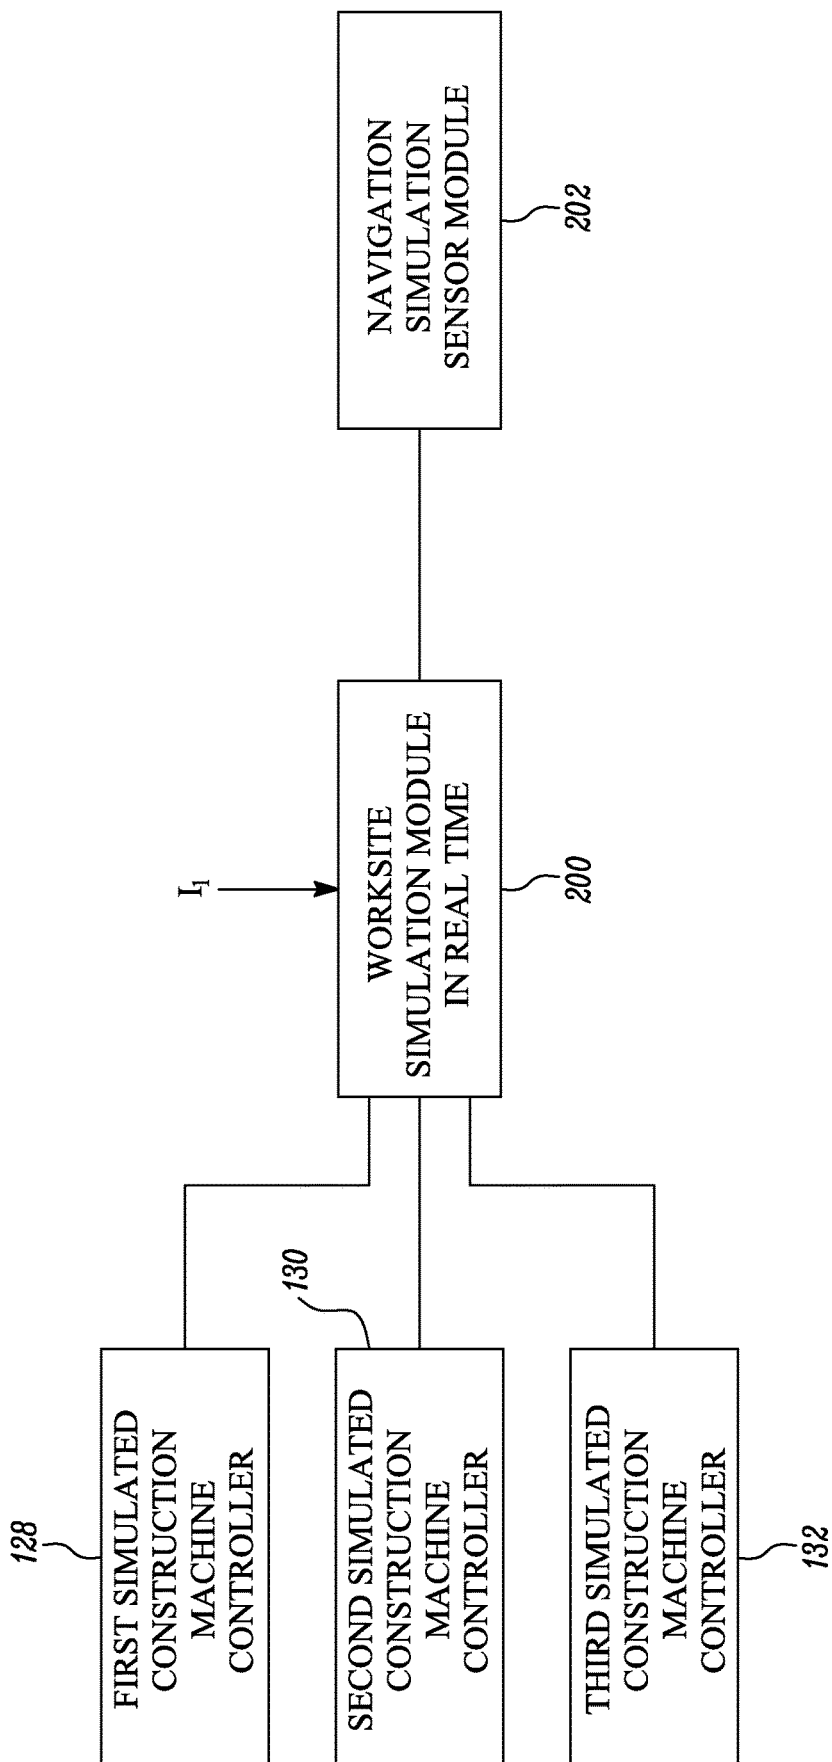 FIRST SIMULATED
CONSTRUCTION
MACHINE
CONTROLLER
128
SECOND SIMULATED
CONSTRUCTION
MACHINE
CONTROLLER
130
THIRD SIMULATED
CONSTRUCTION
MACHINE
CONTROLLER
132
I₁
WORKSITE
SIMULATION MODULE
IN REAL TIME
200
NAVIGATION
SIMULATION
SENSOR MODULE
202